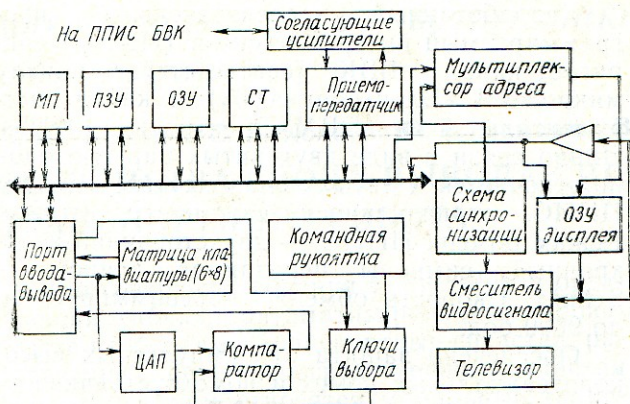 На ППИС БВК
Согласующие
усилители
МП
ПЗУ
ОЗУ
СТ
Приемо-
передатчик
Мультиплек-
сор адреса
Схема
синхро-
низации
ОЗУ
дисплея
Порт
ввода-
вывода
Матрица кла-
виатуры (6×8)
Командная
рукоятка
Смеситель
видеосигнала
ЦАП
Компа-
ратор
Ключи
выбора
Телевизор